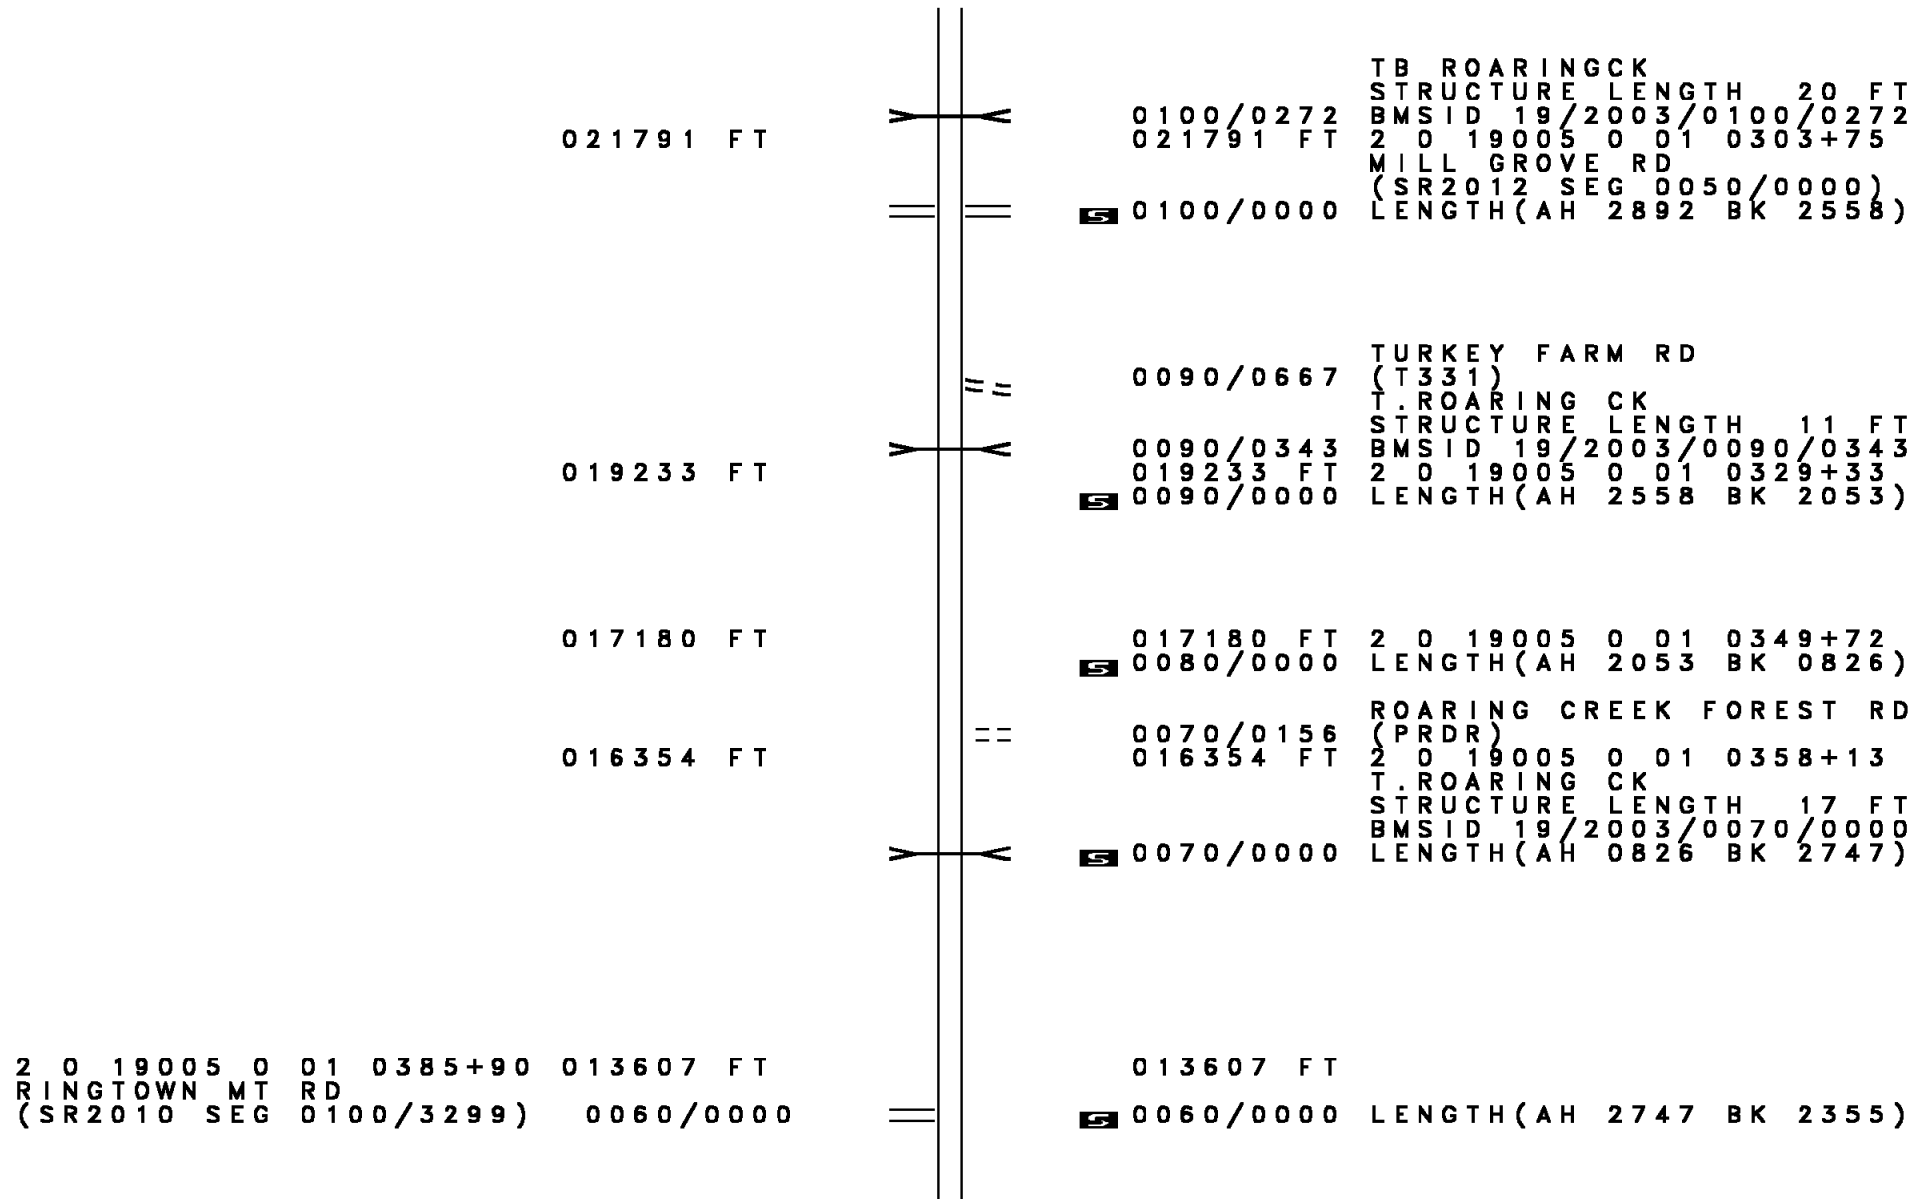 TB ROARINGCK
STRUCTURE LENGTH 20 FT
0100/0272 BMSID 19/2003/0100/0272
021791 FT 021791 FT 2 0 19005 0 01 0303+75
MILL GROVE RD
(SR2012 SEG 0050/0000)
S 0100/0000 LENGTH(AH 2892 BK 2558)
TURKEY FARM RD
0090/0667 (T331)
T.ROARING CK
STRUCTURE LENGTH 11 FT
0090/0343 BMSID 19/2003/0090/0343
019233 FT 019233 FT 2 0 19005 0 01 0329+33
S 0090/0000 LENGTH(AH 2558 BK 2053)
017180 FT 017180 FT 2 0 19005 0 01 0349+72
S 0080/0000 LENGTH(AH 2053 BK 0826)
ROARING CREEK FOREST RD
0070/0156 (PRDR)
016354 FT 016354 FT 2 0 19005 0 01 0358+13
T.ROARING CK
STRUCTURE LENGTH 17 FT
BMSID 19/2003/0070/0000
S 0070/0000 LENGTH(AH 0826 BK 2747)
2 0 19005 0 01 0385+90 013607 FT 013607 FT
RINGTOWN MT RD
(SR2010 SEG 0100/3299) 0060/0000 S 0060/0000 LENGTH(AH 2747 BK 2355)